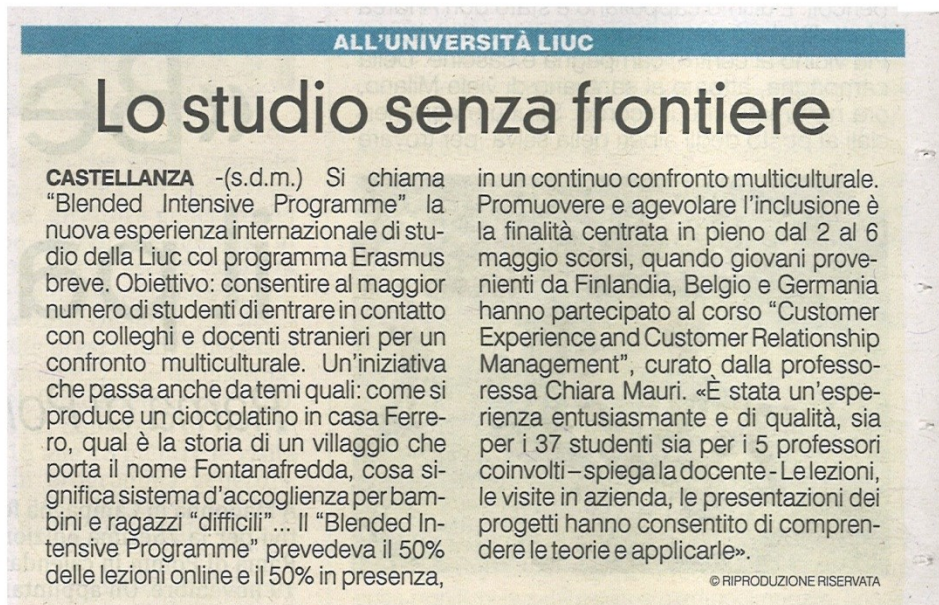 ALL'UNIVERSITÀ LIUC
Lo studio senza frontiere
CASTELLANZA -(s.d.m.) Si chiama
"Blended Intensive Programme" la
nuova esperienza internazionale di stu-
dio della Liuc col programma Erasmus
breve. Obiettivo: consentire al maggior
numero di studenti di entrare in contatto
con colleghi e docenti stranieri per un
confronto multiculturale. Un'iniziativa
che passa anche da temi quali: come si
produce un cioccolatino in casa Ferre-
ro, qual è la storia di un villaggio che
porta il nome Fontanafredda, cosa si-
gnifica sistema d'accoglienza per bam-
bini e ragazzi "difficili"... Il "Blended In-
tensive Programme" prevedeva il 50%
delle lezioni online e il 50% in presenza,
in un continuo confronto multiculturale.
Promuovere e agevolare l'inclusione è
la finalità centrata in pieno dal 2 al 6
maggio scorsi, quando giovani prove-
nienti da Finlandia, Belgio e Germania
hanno partecipato al corso "Customer
Experience and Customer Relationship
Management", curato dalla professo-
ressa Chiara Mauri. «È stata un'espe-
rienza entusiasmante e di qualità, sia
per i 37 studenti sia per i 5 professori
coinvolti – spiega la docente - Le lezioni,
le visite in azienda, le presentazioni dei
progetti hanno consentito di compren-
dere le teorie e applicarle».
© RIPRODUZIONE RISERVATA